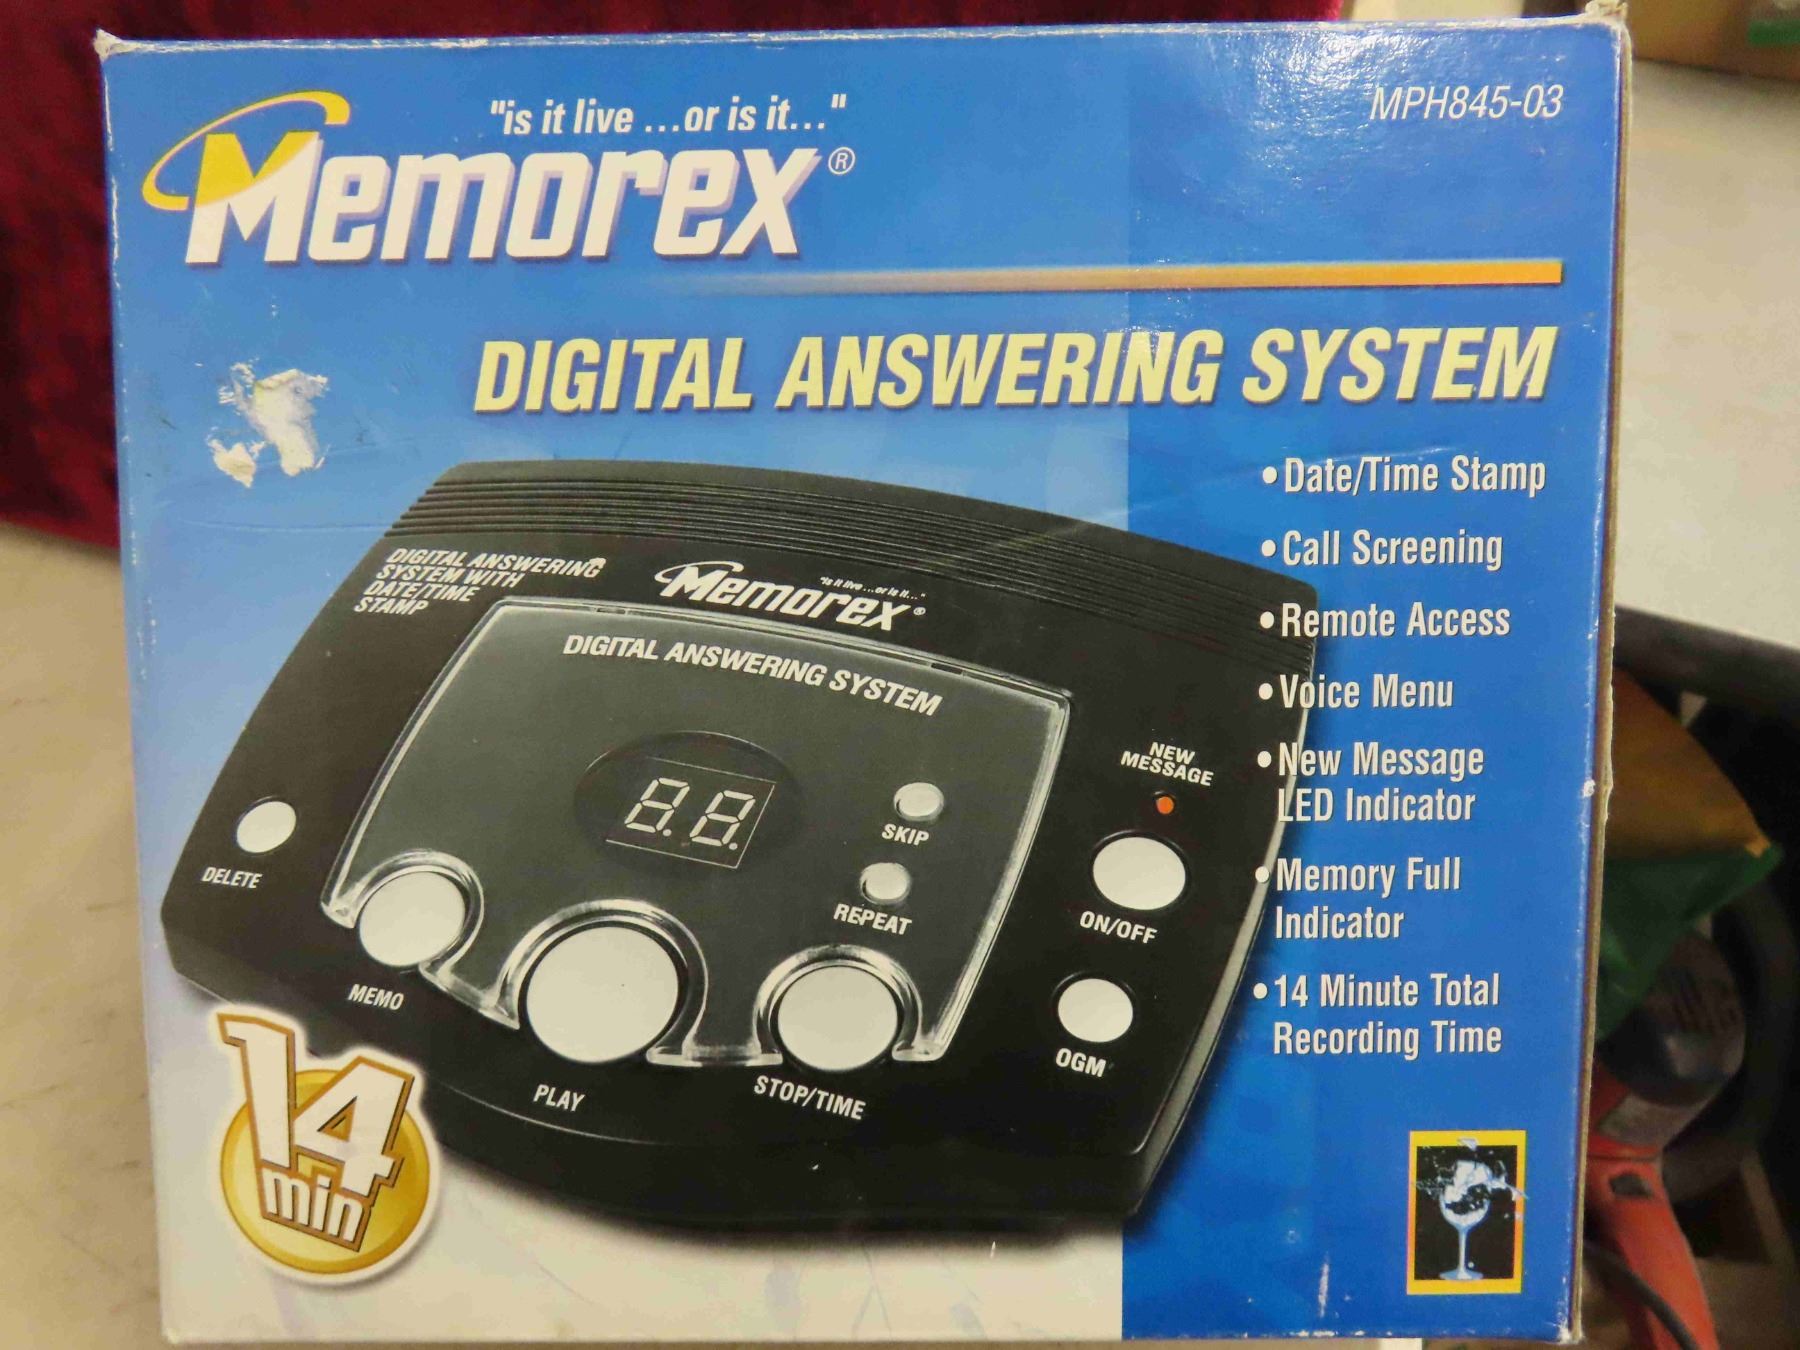 "is it live ...or is it..."
Memorex®
MPH845-03
DIGITAL ANSWERING SYSTEM
•Date/Time Stamp
•Call Screening
•Remote Access
•Voice Menu
•New Message
LED Indicator
•Memory Full
Indicator
•14 Minute Total
Recording Time
DIGITAL ANSWERING
SYSTEM WITH
DATE/TIME
STAMP
"is it live...or is it..."
Memorex®
DIGITAL ANSWERING SYSTEM
8.8.
NEW
MESSAGE
SKIP
REPEAT
DELETE
ON/OFF
MEMO
OGM
PLAY
STOP/TIME
14
min